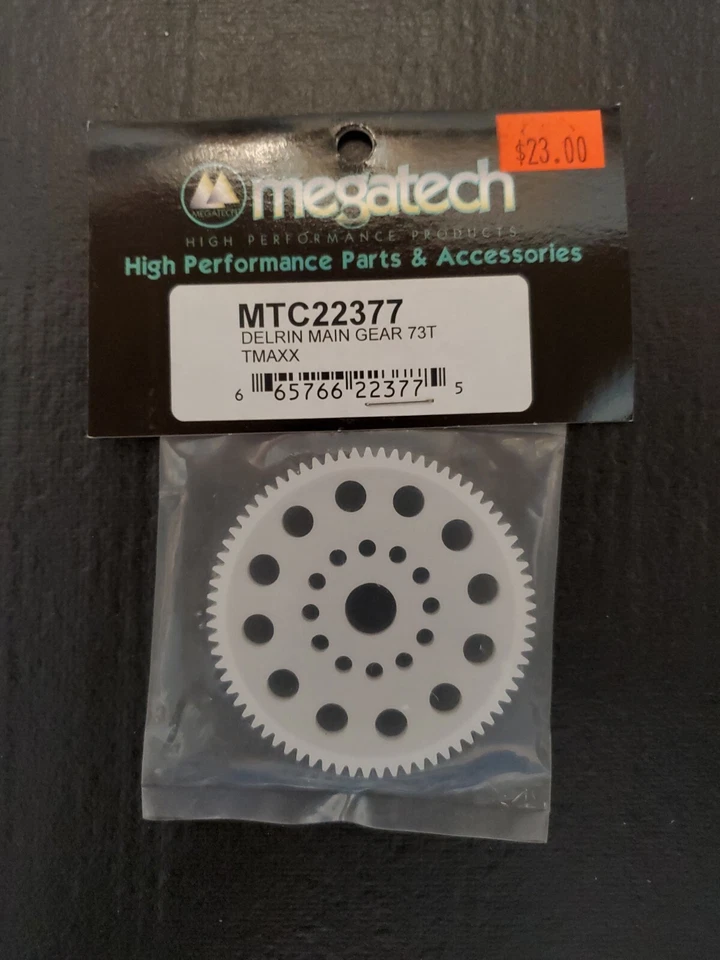 $23.00
MEGATECH
megatech
HIGH PERFORMANCE PRODUCTS
High Performance Parts & Accessories
MTC22377
DELRIN MAIN GEAR 73T
TMAXX
6 65766 22377 5